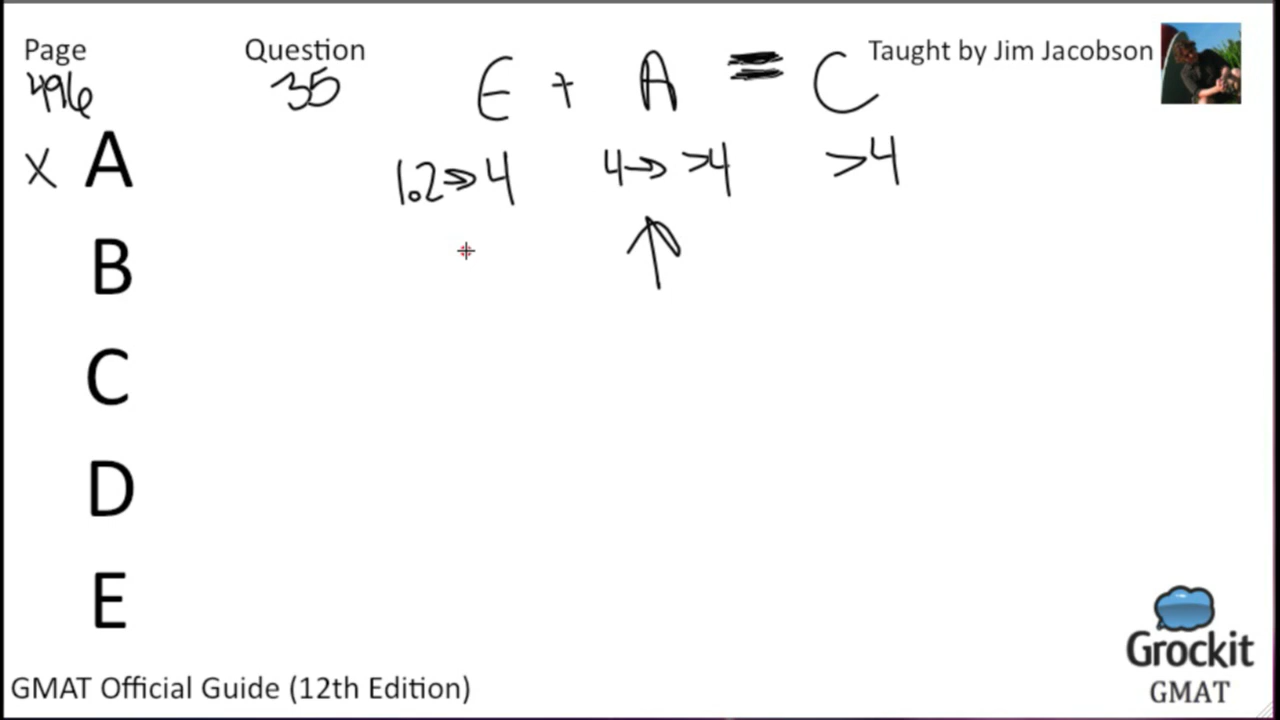 Page Question E + A = C Taught by Jim Jacobson
496 35
X A 1.2→4 4→>4 >4
B
C
D
E
Grockit
GMAT
GMAT Official Guide (12th Edition)